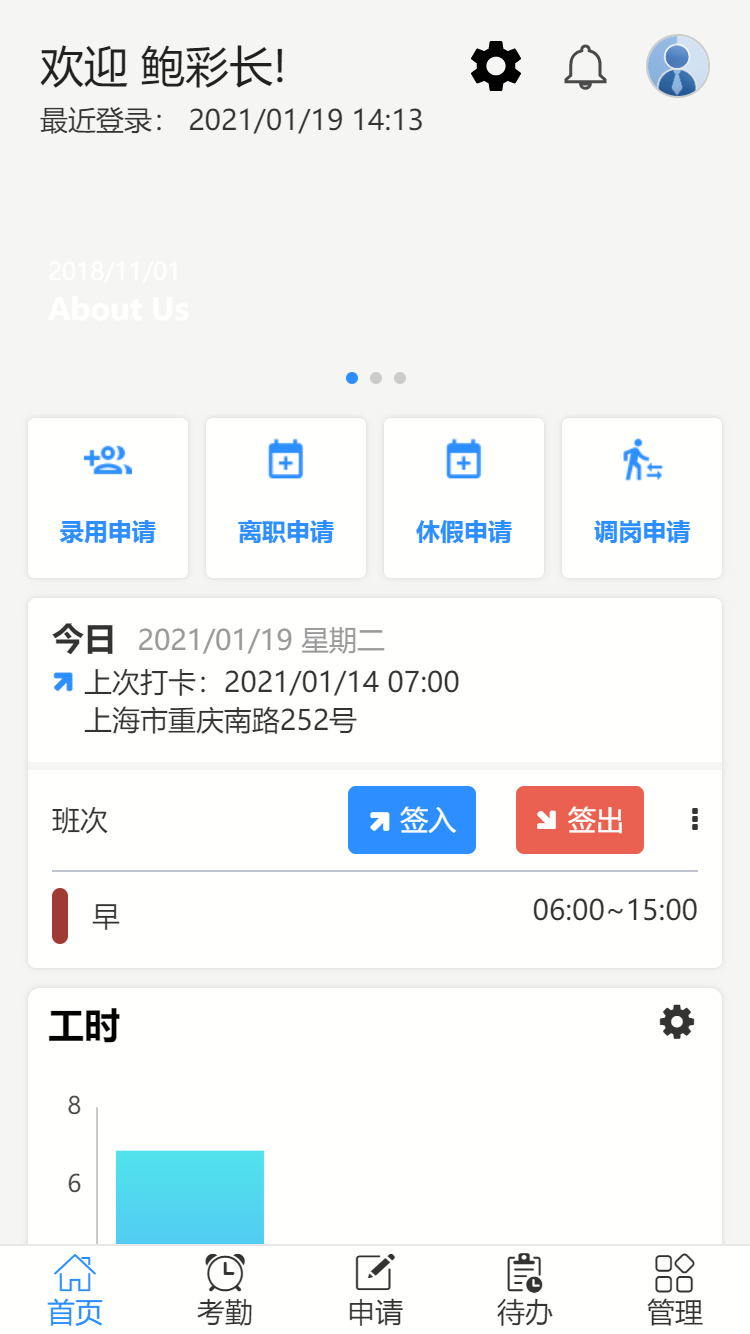 欢迎 鲍彩长!
最近登录： 2021/01/19 14:13
2018/11/01
About Us
录用申请
离职申请
休假申请
调岗申请
今日 2021/01/19 星期二
上次打卡：2021/01/14 07:00
上海市重庆南路252号
班次
签入
签出
早
06:00~15:00
工时
8
6
首页
考勤
申请
待办
管理